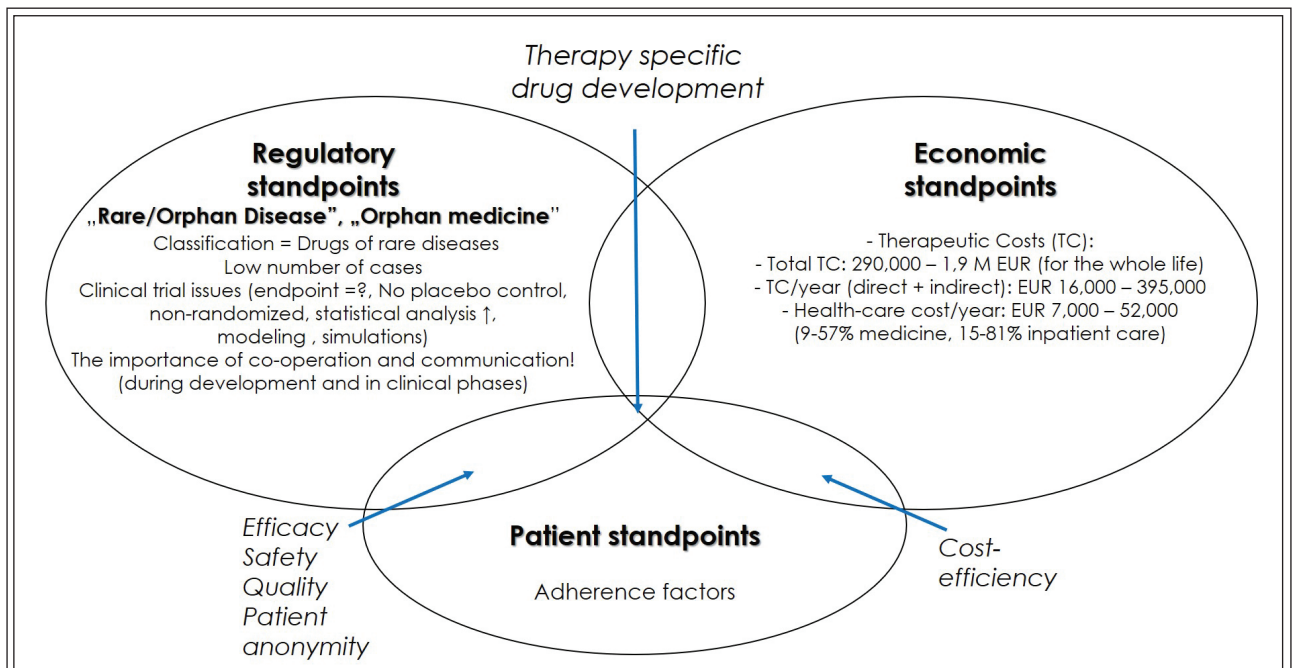 Therapy specific
drug development
Regulatory
standpoints
„Rare/Orphan Disease”, „Orphan medicine”
Classification = Drugs of rare diseases
Low number of cases
Clinical trial issues (endpoint =?, No placebo control,
non-randomized, statistical analysis ↑,
modeling , simulations)
The importance of co-operation and communication!
(during development and in clinical phases)
Economic
standpoints
- Therapeutic Costs (TC):
- Total TC: 290,000 – 1,9 M EUR (for the whole life)
- TC/year (direct + indirect): EUR 16,000 – 395,000
- Health-care cost/year: EUR 7,000 – 52,000
(9-57% medicine, 15-81% inpatient care)
Efficacy
Safety
Quality
Patient
anonymity
Patient standpoints
Adherence factors
Cost-
efficiency